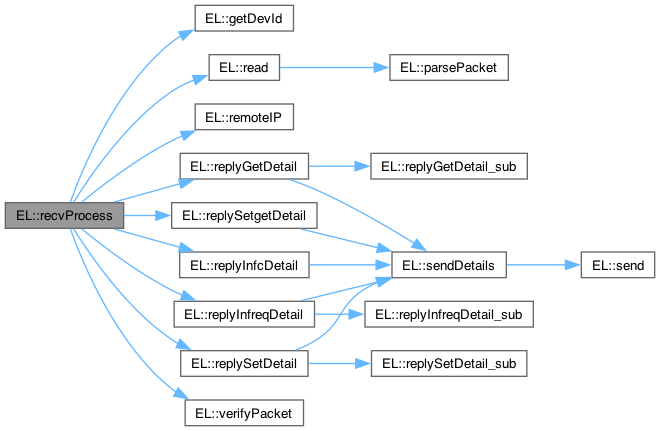 EL::getDevId
EL::read
EL::parsePacket
EL::remoteIP
EL::replyGetDetail
EL::replyGetDetail_sub
EL::recvProcess
EL::replySetgetDetail
EL::replyInfcDetail
EL::sendDetails
EL::send
EL::replyInfreqDetail
EL::replyInfreqDetail_sub
EL::replySetDetail
EL::replySetDetail_sub
EL::verifyPacket